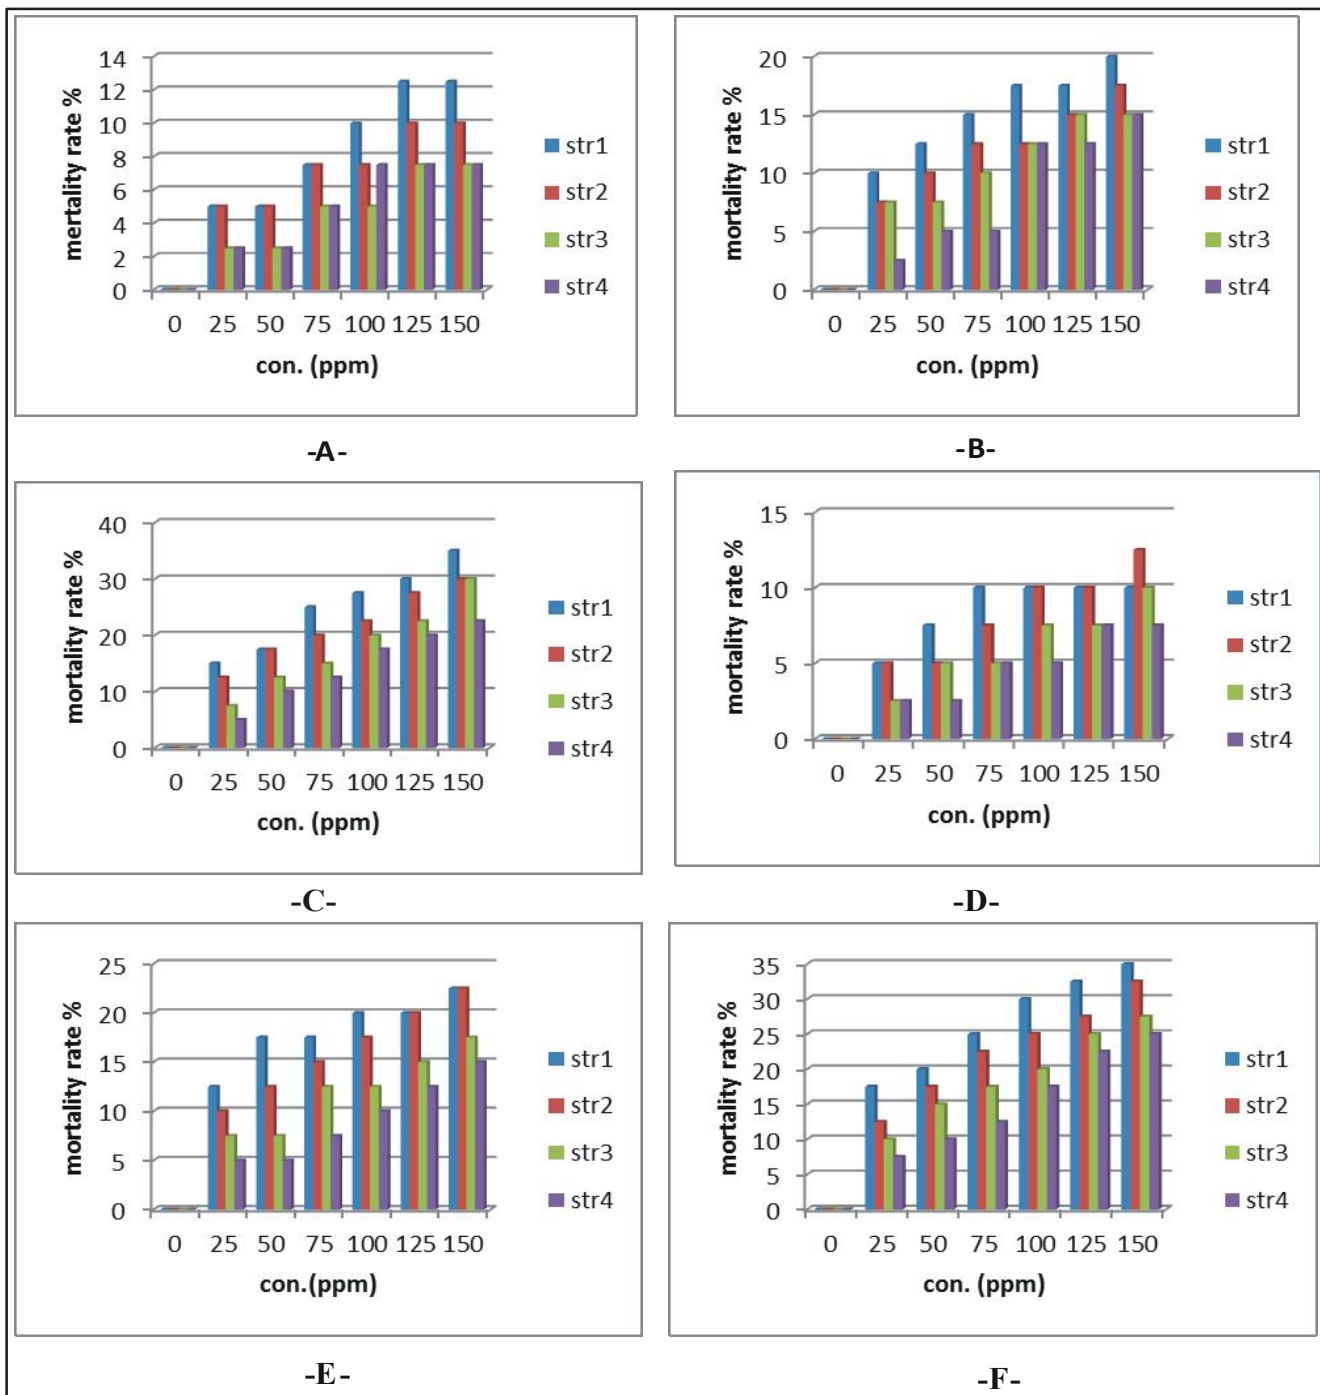 mertality rate %
14
12
10
8
6
4
2
0
0 25 50 75 100 125 150
con. (ppm)
str1
str2
str3
str4
-A-
mortality rate %
20
15
10
5
0
0 25 50 75 100 125 150
con. (ppm)
str1
str2
str3
str4
-B-
mortality rate %
40
30
20
10
0
0 25 50 75 100 125 150
con. (ppm)
str1
str2
str3
str4
-C-
mortality rate %
15
10
5
0
0 25 50 75 100 125 150
con. (ppm)
str1
str2
str3
str4
-D-
mortality rate %
25
20
15
10
5
0
0 25 50 75 100 125 150
con.(ppm)
str1
str2
str3
str4
-E-
mortality rate %
35
30
25
20
15
10
5
0
0 25 50 75 100 125 150
con. (ppm)
str1
str2
str3
str4
-F-